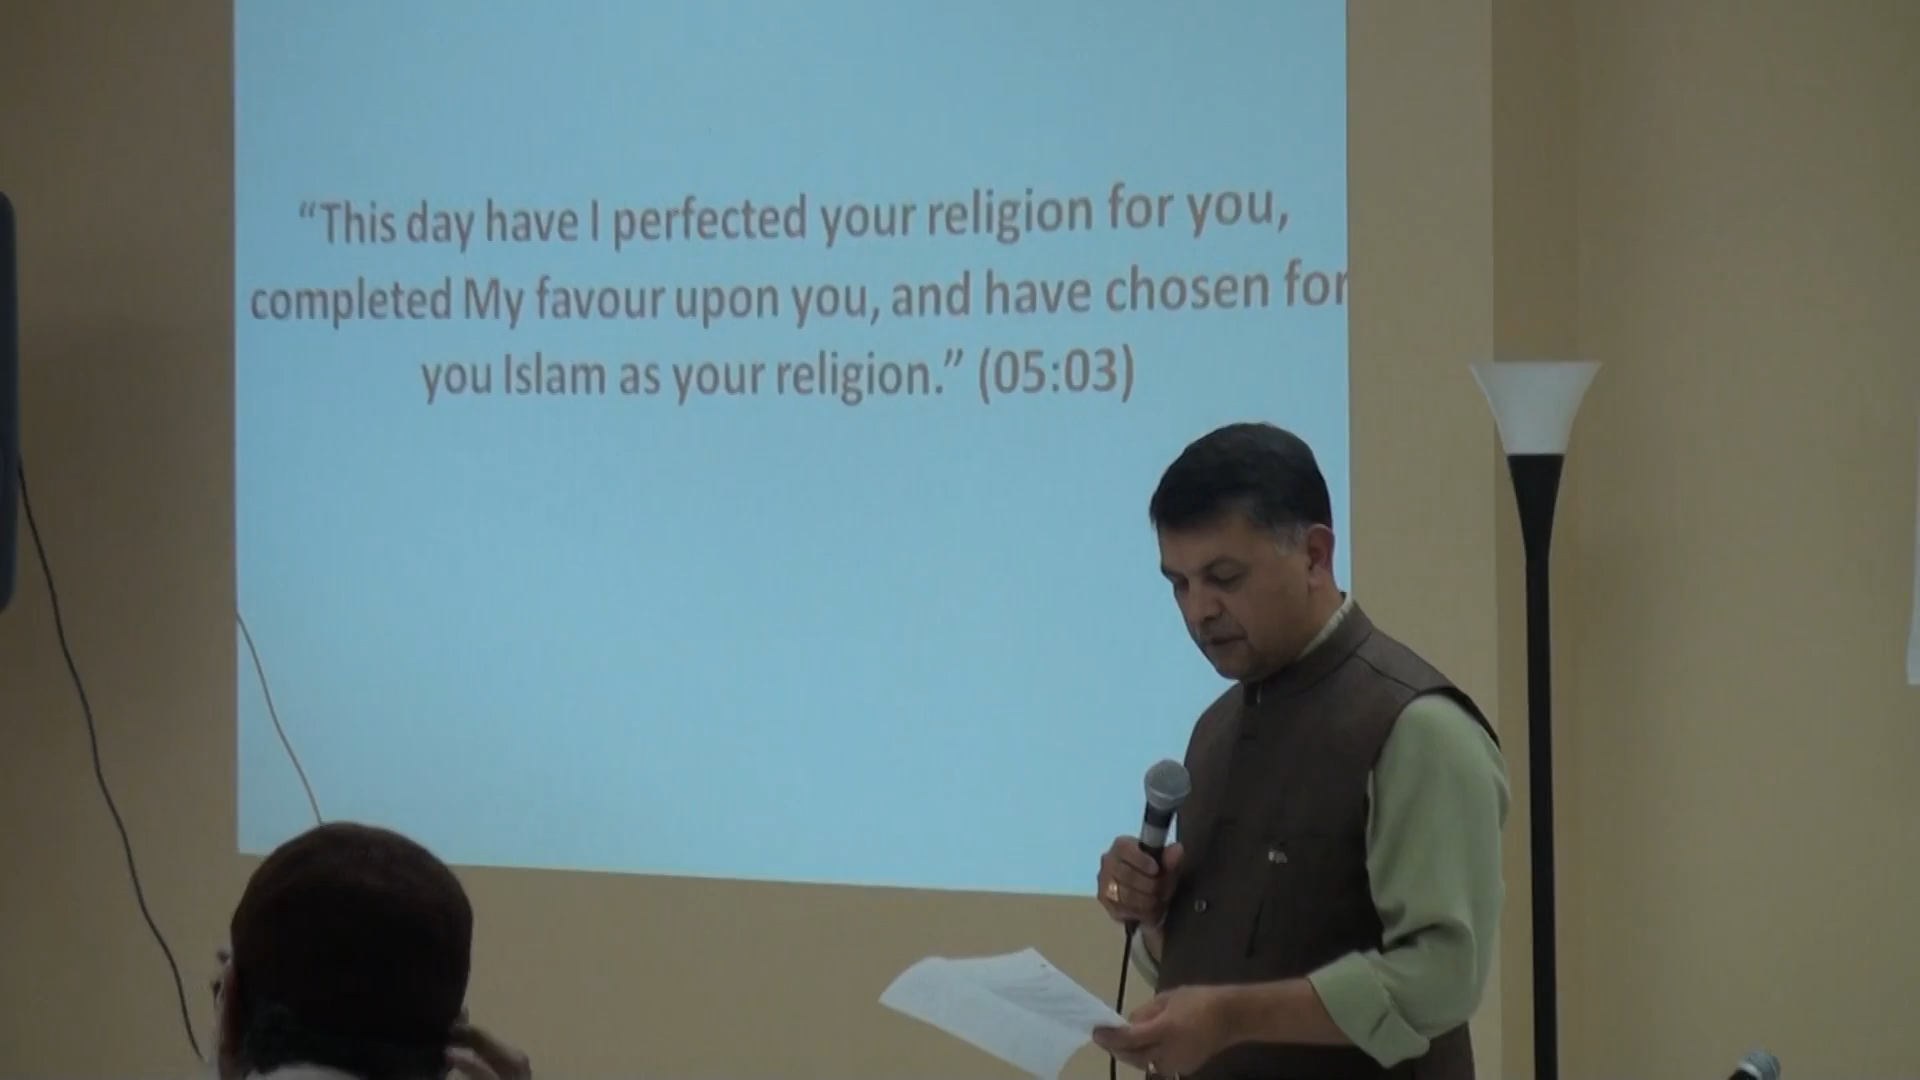 “This day have I perfected your religion for you,
completed My favour upon you, and have chosen for
you Islam as your religion.” (05:03)